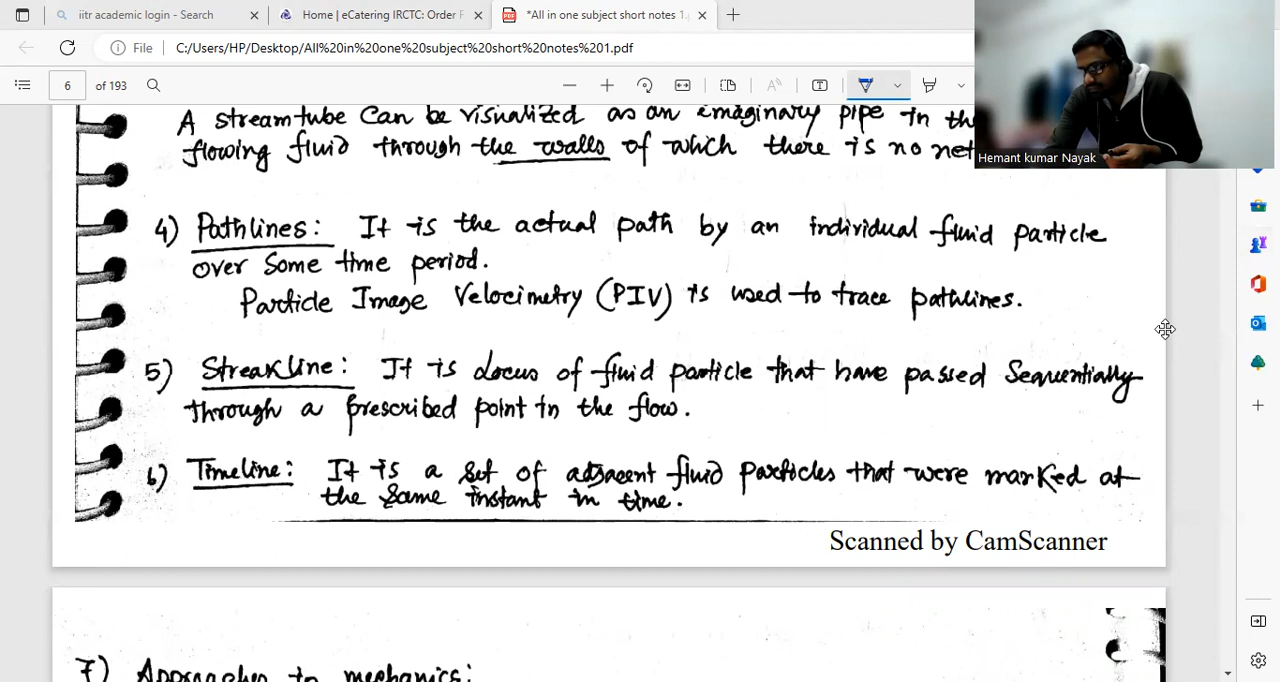 iitr academic login - Search
Home | eCatering IRCTC: Order F
*All in one subject short notes 1.p
File
C:/Users/HP/Desktop/All%20in%20one%20subject%20short%20notes%201.pdf
6 of 193
A streamtube can be visualized as an imaginary pipe in th
flowing fluid through the walls of which there is no net
Hemant kumar Nayak
4) Pathlines: It is the actual path by an individual fluid particle
over some time period.
Particle Image Velocimetry (PIV) is used to trace pathlines.
5) Streakline: It is Locus of fluid particle that have passed Sequentially
through a prescribed point in the flow.
6) Timeline: It is a set of adjacent fluid particles that were marked at
the same instant in time.
Scanned by CamScanner
7) Approaches to mechanics: